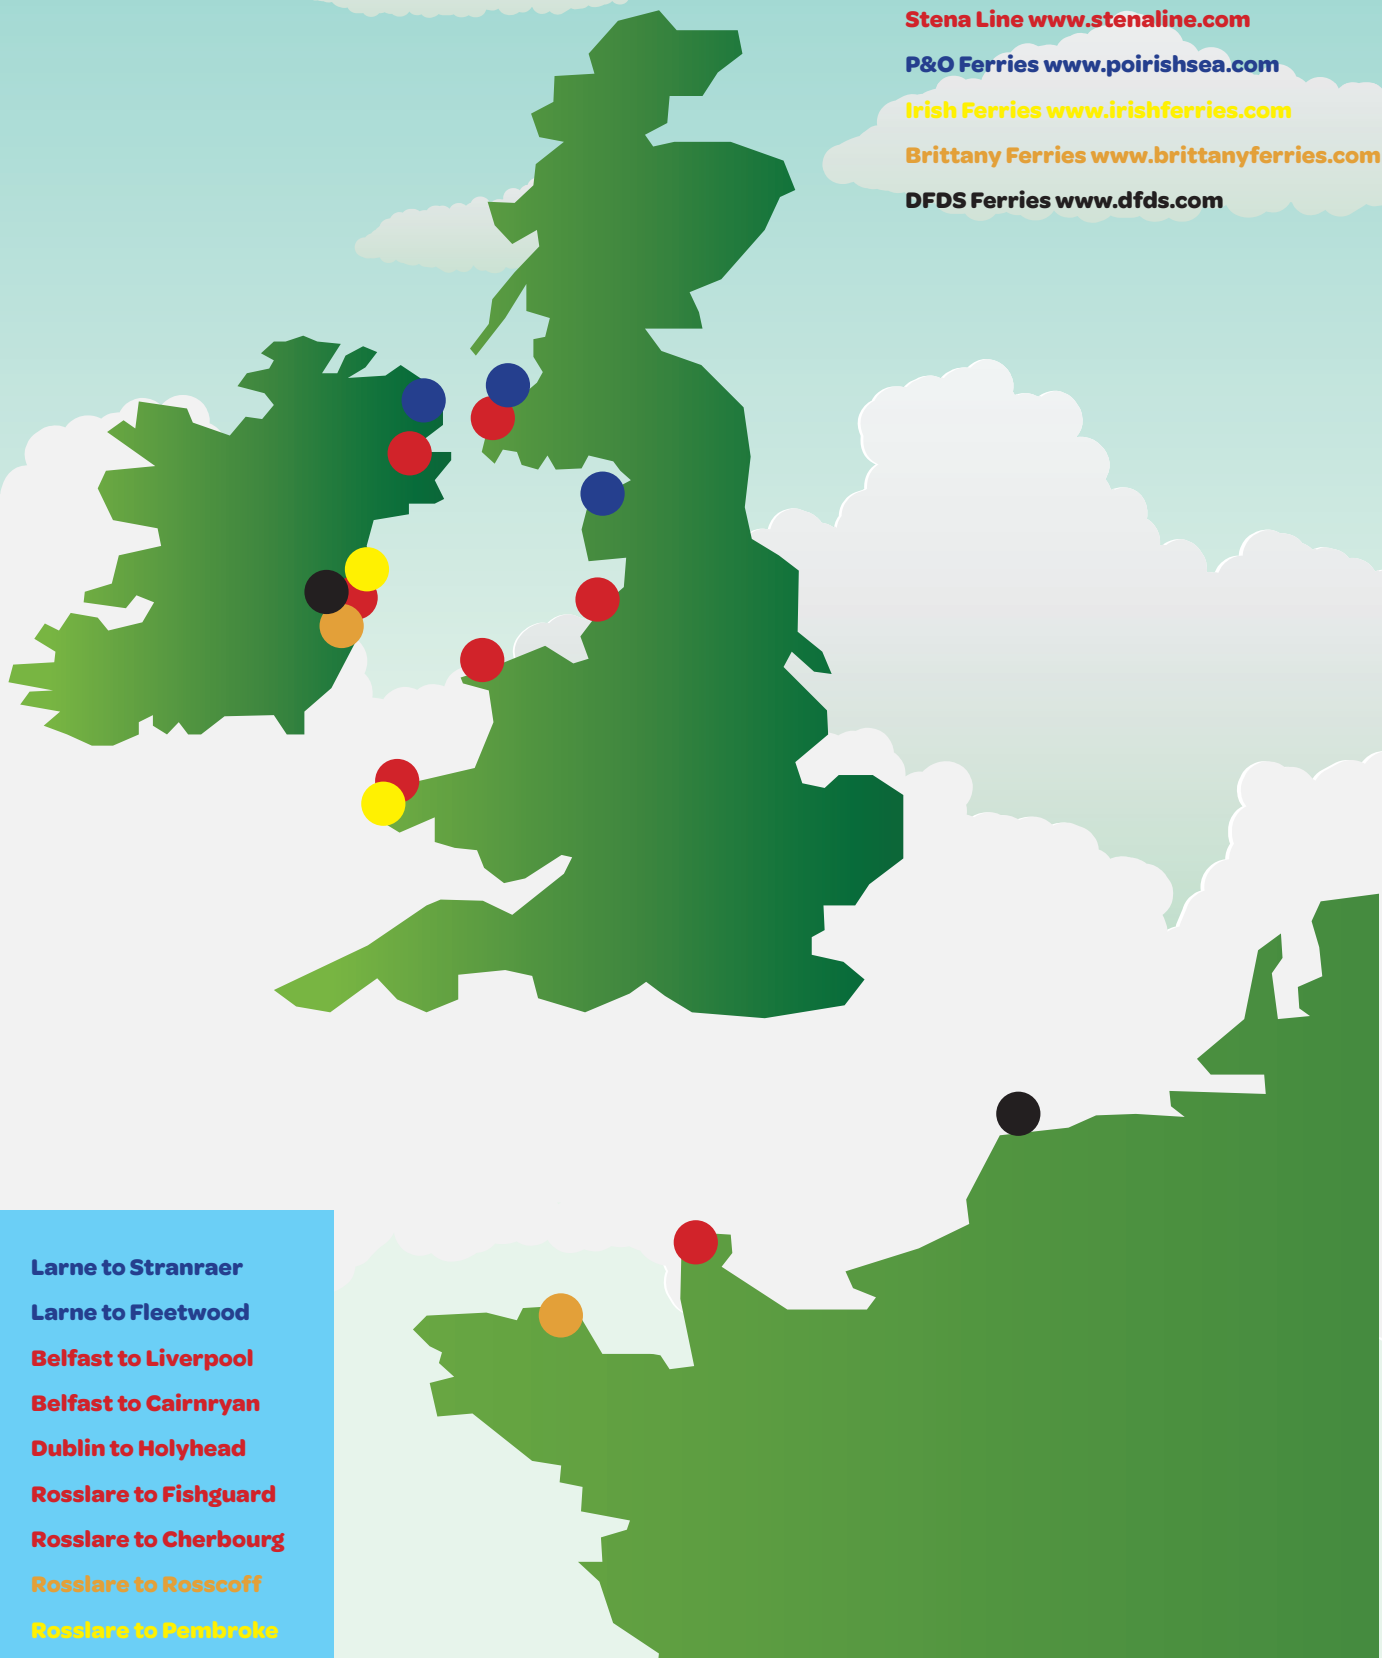 Stena Line www.stenaline.com
P&O Ferries www.poirishsea.com
Irish Ferries www.irishferries.com
Brittany Ferries www.brittanyferries.com
DFDS Ferries www.dfds.com
Larne to Stranraer
Larne to Fleetwood
Belfast to Liverpool
Belfast to Cairnryan
Dublin to Holyhead
Rosslare to Fishguard
Rosslare to Cherbourg
Rosslare to Rosscoff
Rosslare to Pembroke